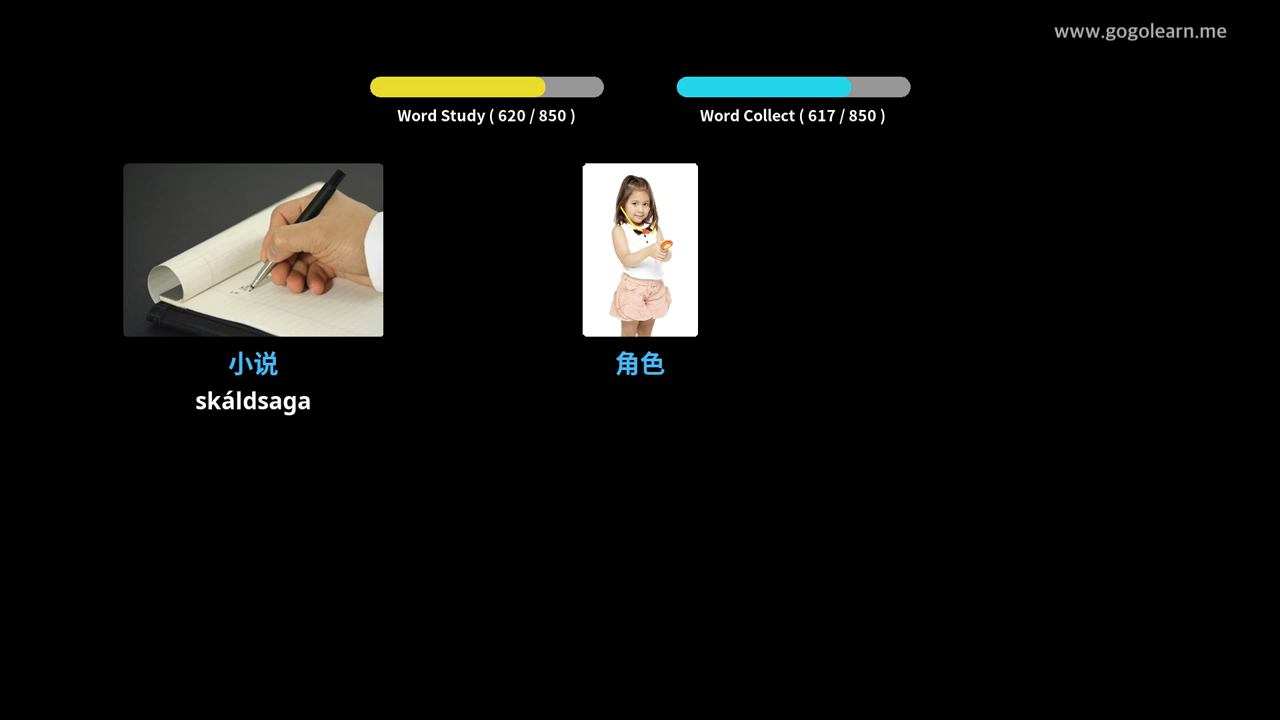 www.gogolearn.me
Word Study ( 620 / 850 )
Word Collect ( 617 / 850 )
小说
角色
skáldsaga